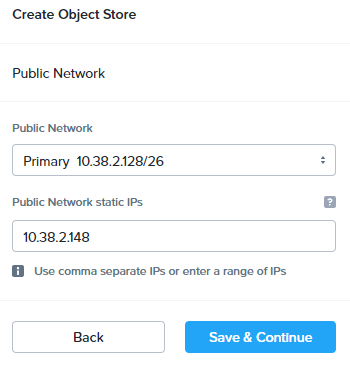 Create Object Store
Public Network
Public Network
Primary 10.38.2.128/26
Public Network static IPs
?
10.38.2.148
i Use comma separate IPs or enter a range of IPs
Back
Save & Continue